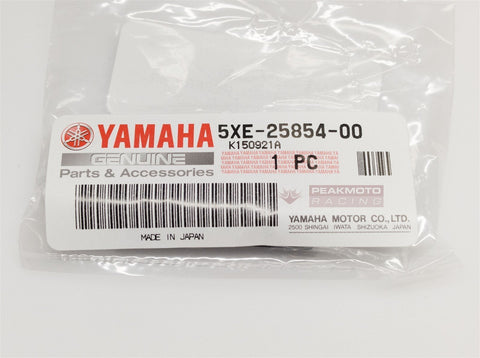 YAMAHA 5XE-25854-00
K150921A
GENUINE
Parts & Accessories
1 PC
PEAKMOTO
RACING
YAMAHA MOTOR CO.,LTD.
2500 SHINGAI IWATA SHIZUOKA JAPAN
MADE IN JAPAN